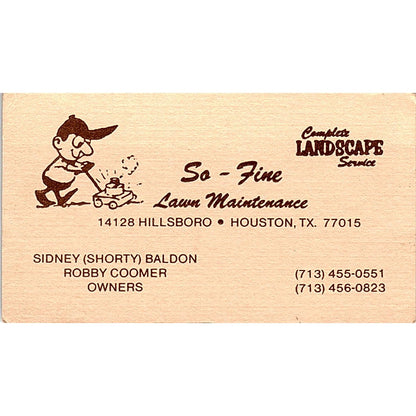 Complete
LANDSCAPE
Service
So - Fine
Lawn Maintenance
14128 HILLSBORO • HOUSTON, TX. 77015
SIDNEY (SHORTY) BALDON
ROBBY COOMER
OWNERS
(713) 455-0551
(713) 456-0823